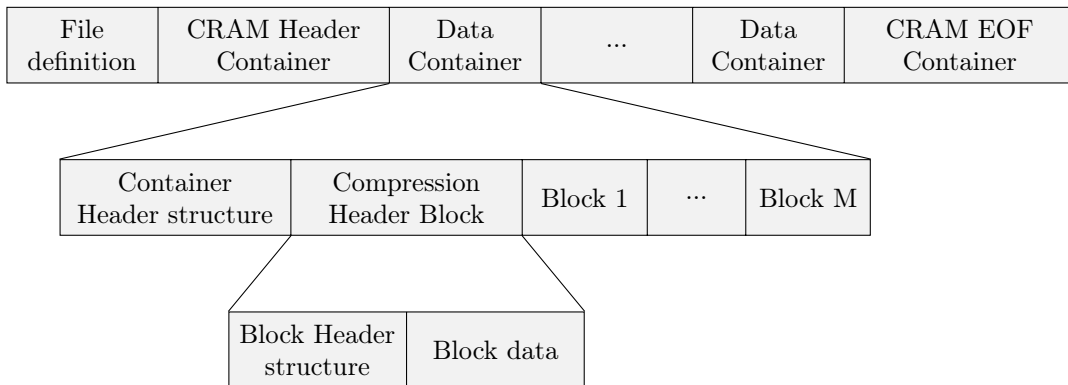 File
definition
CRAM Header
Container
Data
Container
...
Data
Container
CRAM EOF
Container
Container
Header structure
Compression
Header Block
Block 1
...
Block M
Block Header
structure
Block data